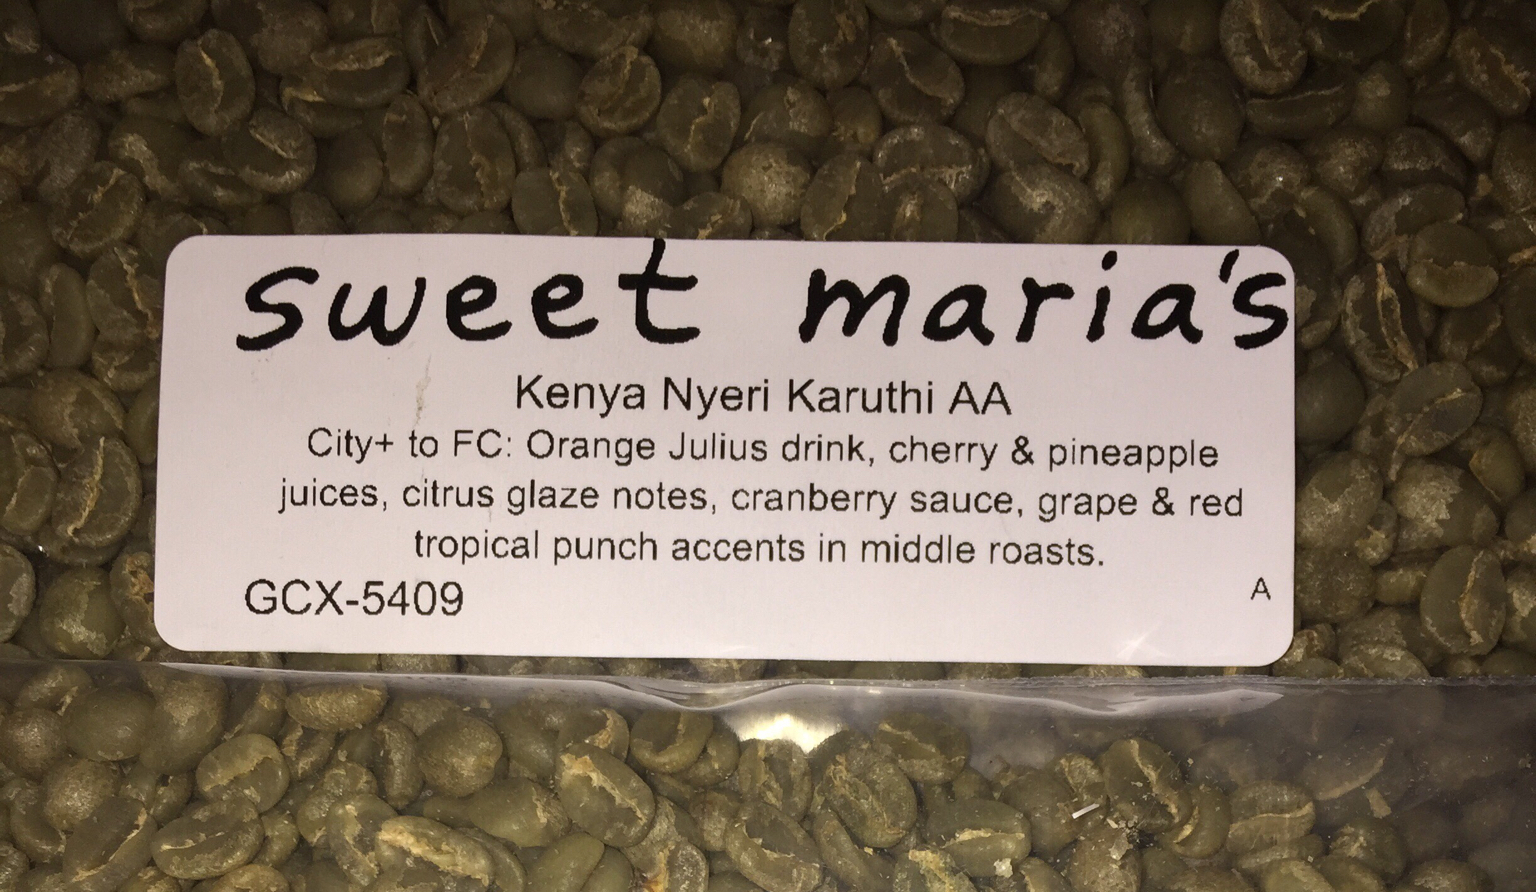 sweet maria's
Kenya Nyeri Karuthi AA
City+ to FC: Orange Julius drink, cherry & pineapple
juices, citrus glaze notes, cranberry sauce, grape & red
tropical punch accents in middle roasts.
GCX-5409
A